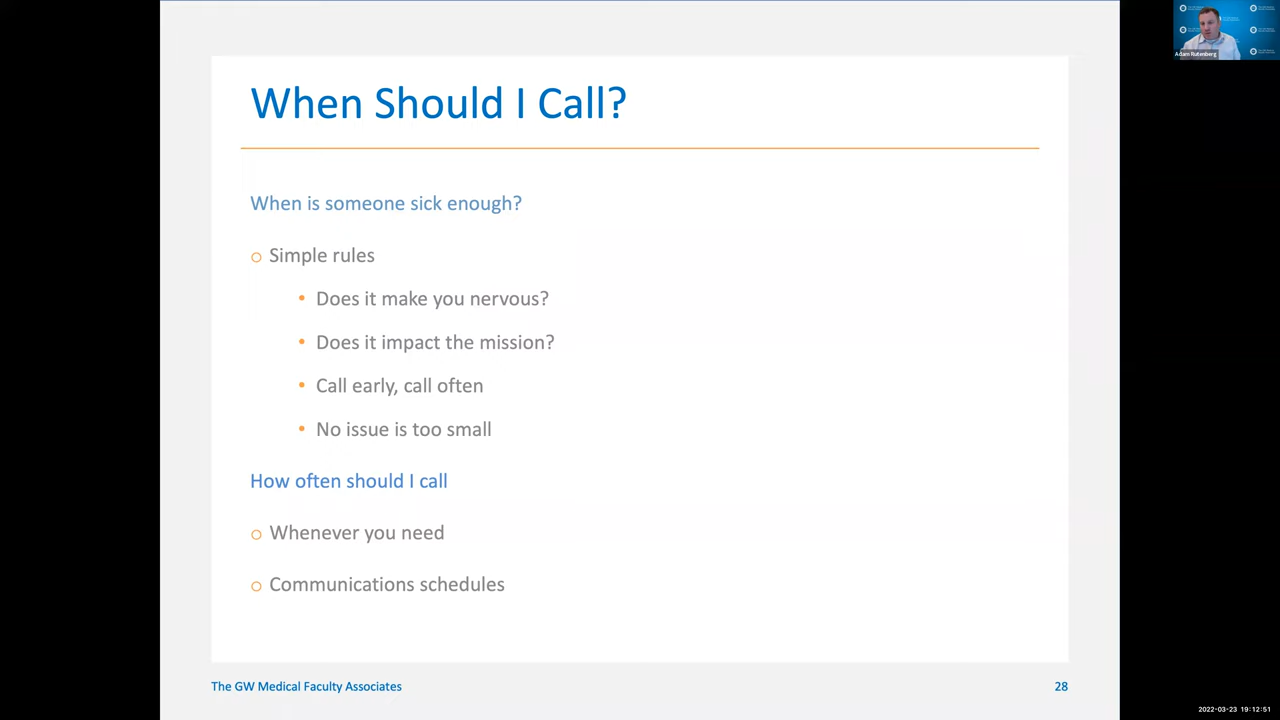 When Should I Call?
When is someone sick enough?
Simple rules
Does it make you nervous?
Does it impact the mission?
Call early, call often
No issue is too small
How often should I call
Whenever you need
Communications schedules
The GW Medical Faculty Associates
28
Adam Rutenberg
2022-03-23 19:12:51